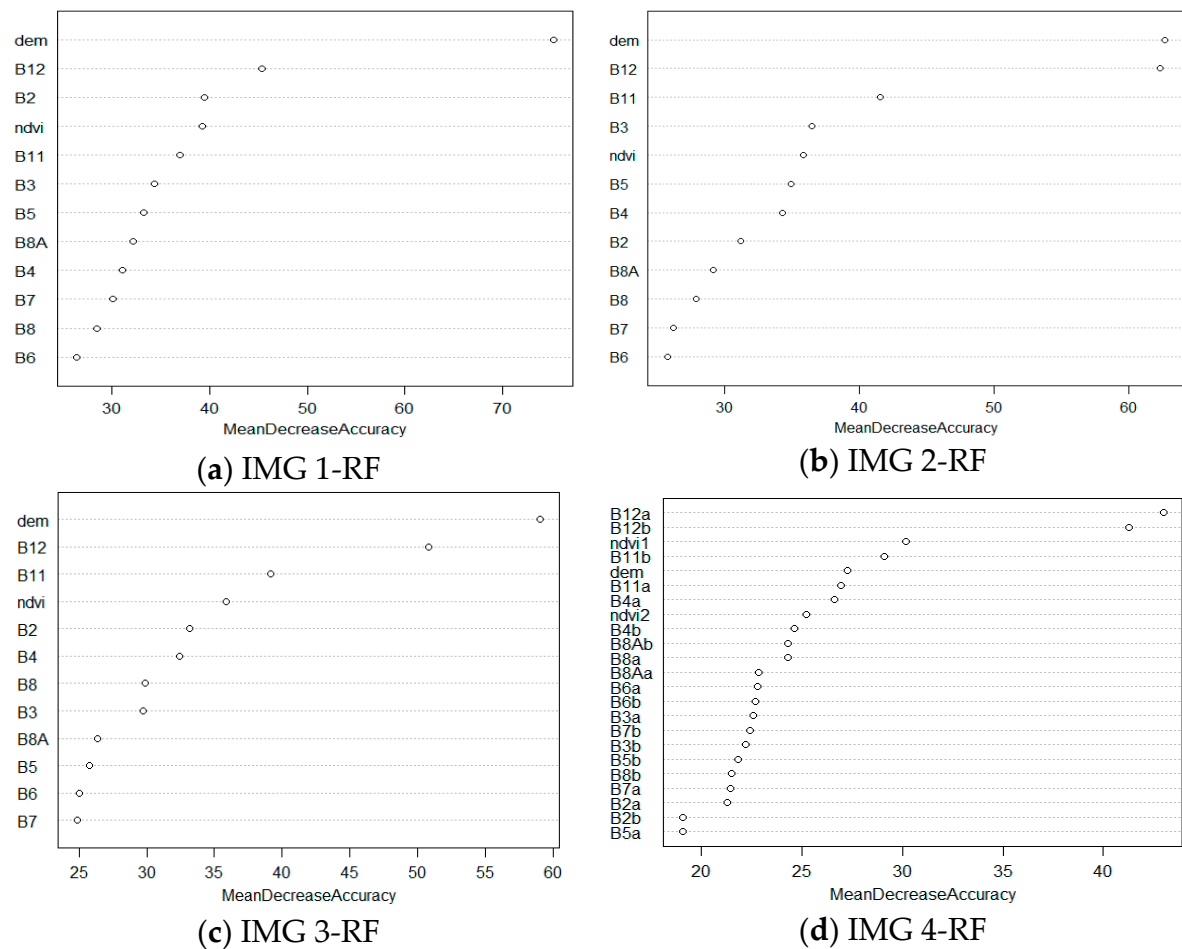 dem
B12
B2
ndvi
B11
B3
B5
B8A
B4
B7
B8
B6
30 40 50 60 70
MeanDecreaseAccuracy
(a) IMG 1-RF
dem
B12
B11
B3
ndvi
B5
B4
B2
B8A
B8
B7
B6
30 40 50 60
MeanDecreaseAccuracy
(b) IMG 2-RF
dem
B12
B11
ndvi
B2
B4
B8
B3
B8A
B5
B6
B7
25 30 35 40 45 50 55 60
MeanDecreaseAccuracy
(c) IMG 3-RF
B12a
B12b
ndvi1
B11b
dem
B11a
B4a
ndvi2
B4b
B8Ab
B8a
B8Aa
B6a
B6b
B3a
B7b
B3b
B5b
B8b
B7a
B2a
B2b
B5a
20 25 30 35 40
MeanDecreaseAccuracy
(d) IMG 4-RF